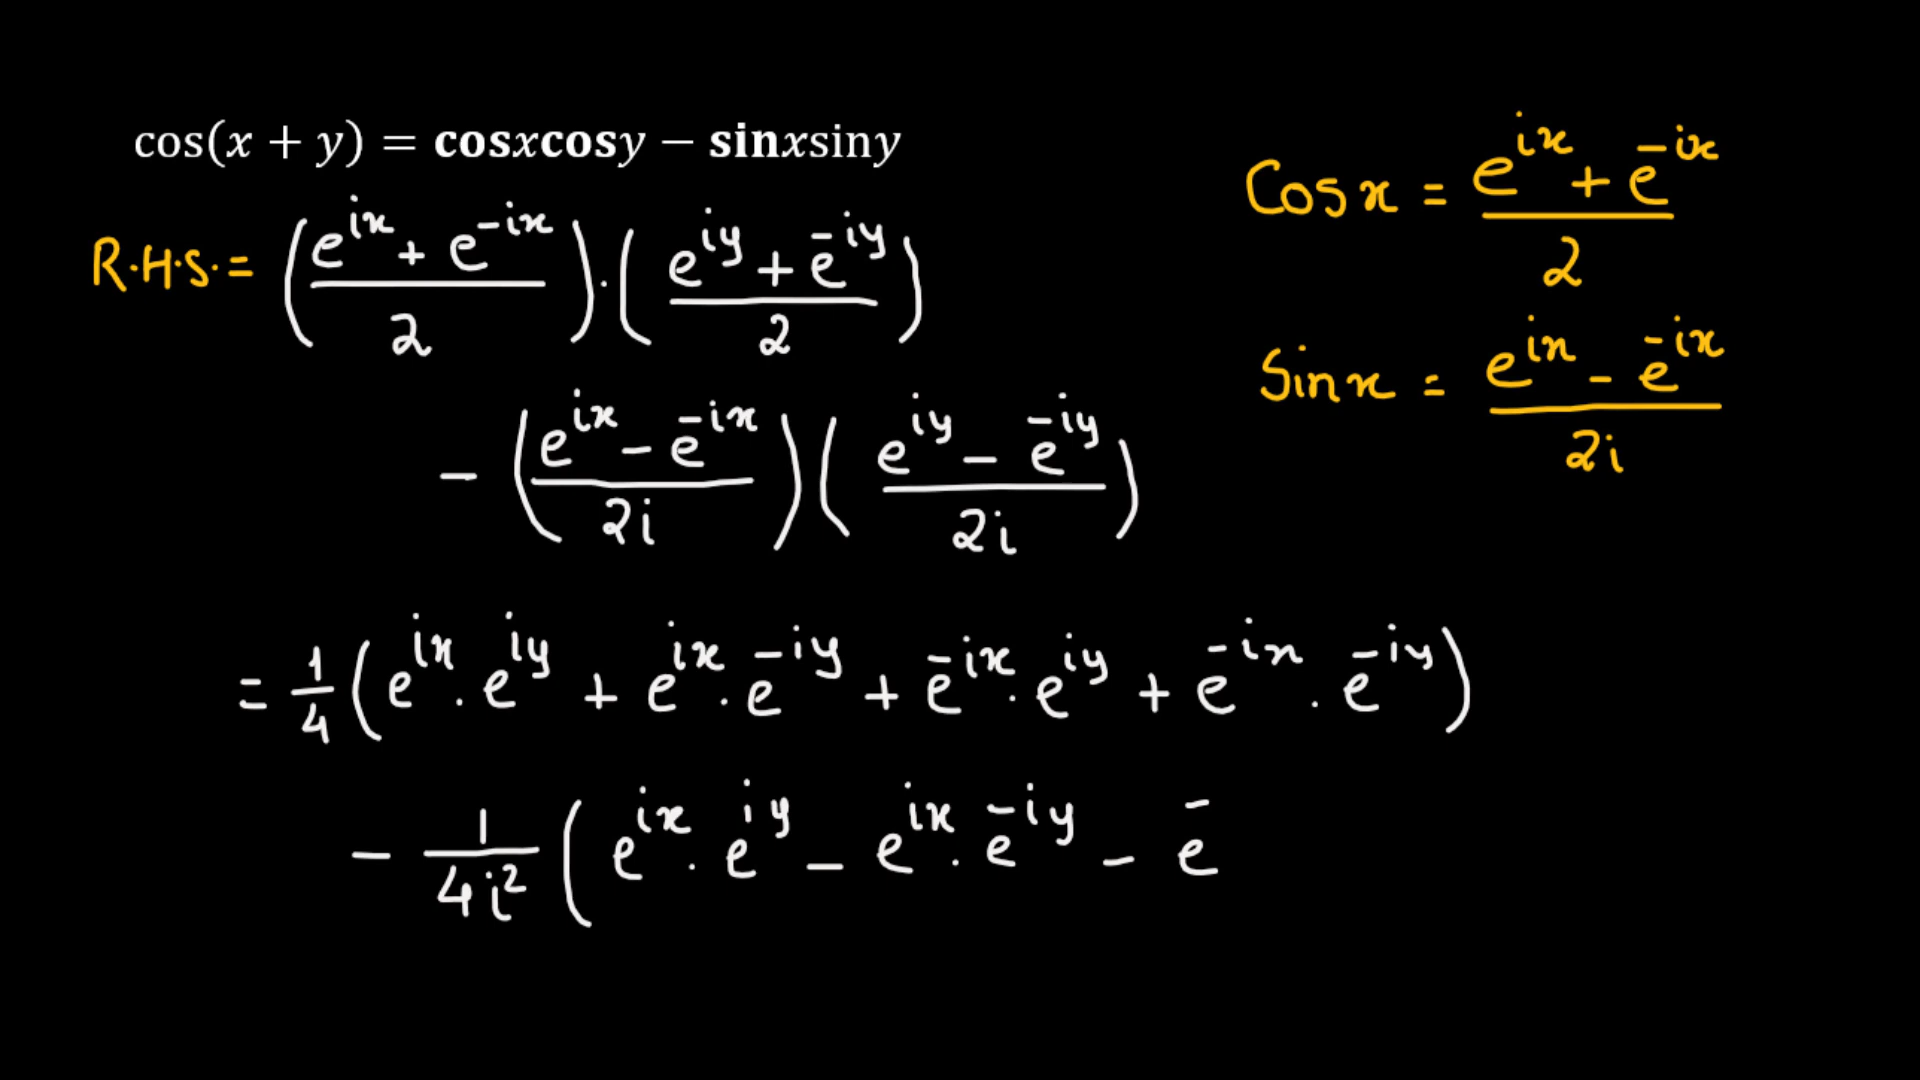 cos(x + y) = cosxcosy − sinxsiny
R.H.S. = ((e^{ix} + e^{-ix})/2) · ((e^{iy} + e^{-iy})/2)
− ((e^{ix} − e^{-ix})/2i) ((e^{iy} − e^{-iy})/2i)
= 1/4 (e^{ix} . e^{iy} + e^{ix} . e^{-iy} + e^{-ix} . e^{iy} + e^{-ix} . e^{-iy})
− 1/4i² (e^{ix} . e^{iy} − e^{ix} . e^{-iy} − e^{-}
Cos x = (e^{ix} + e^{-ix})/2
Sin x = (e^{ix} − e^{-ix})/2i